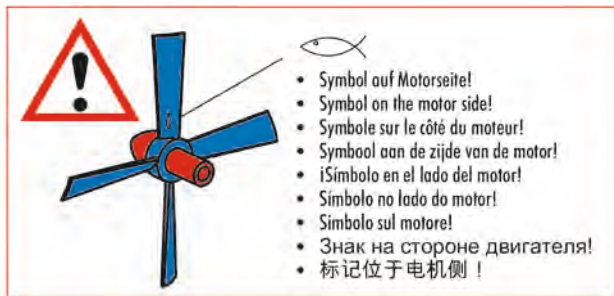 • Symbol auf Motorseite!
• Symbol on the motor side!
• Symbole sur le côté du moteur!
• Symbool aan de zijde van de motor!
• ¡Símbolo en el lado del motor!
• Símbolo no lado do motor!
• Simbolo sul motore!
• Знак на стороне двигателя!
• 标记位于电机侧！